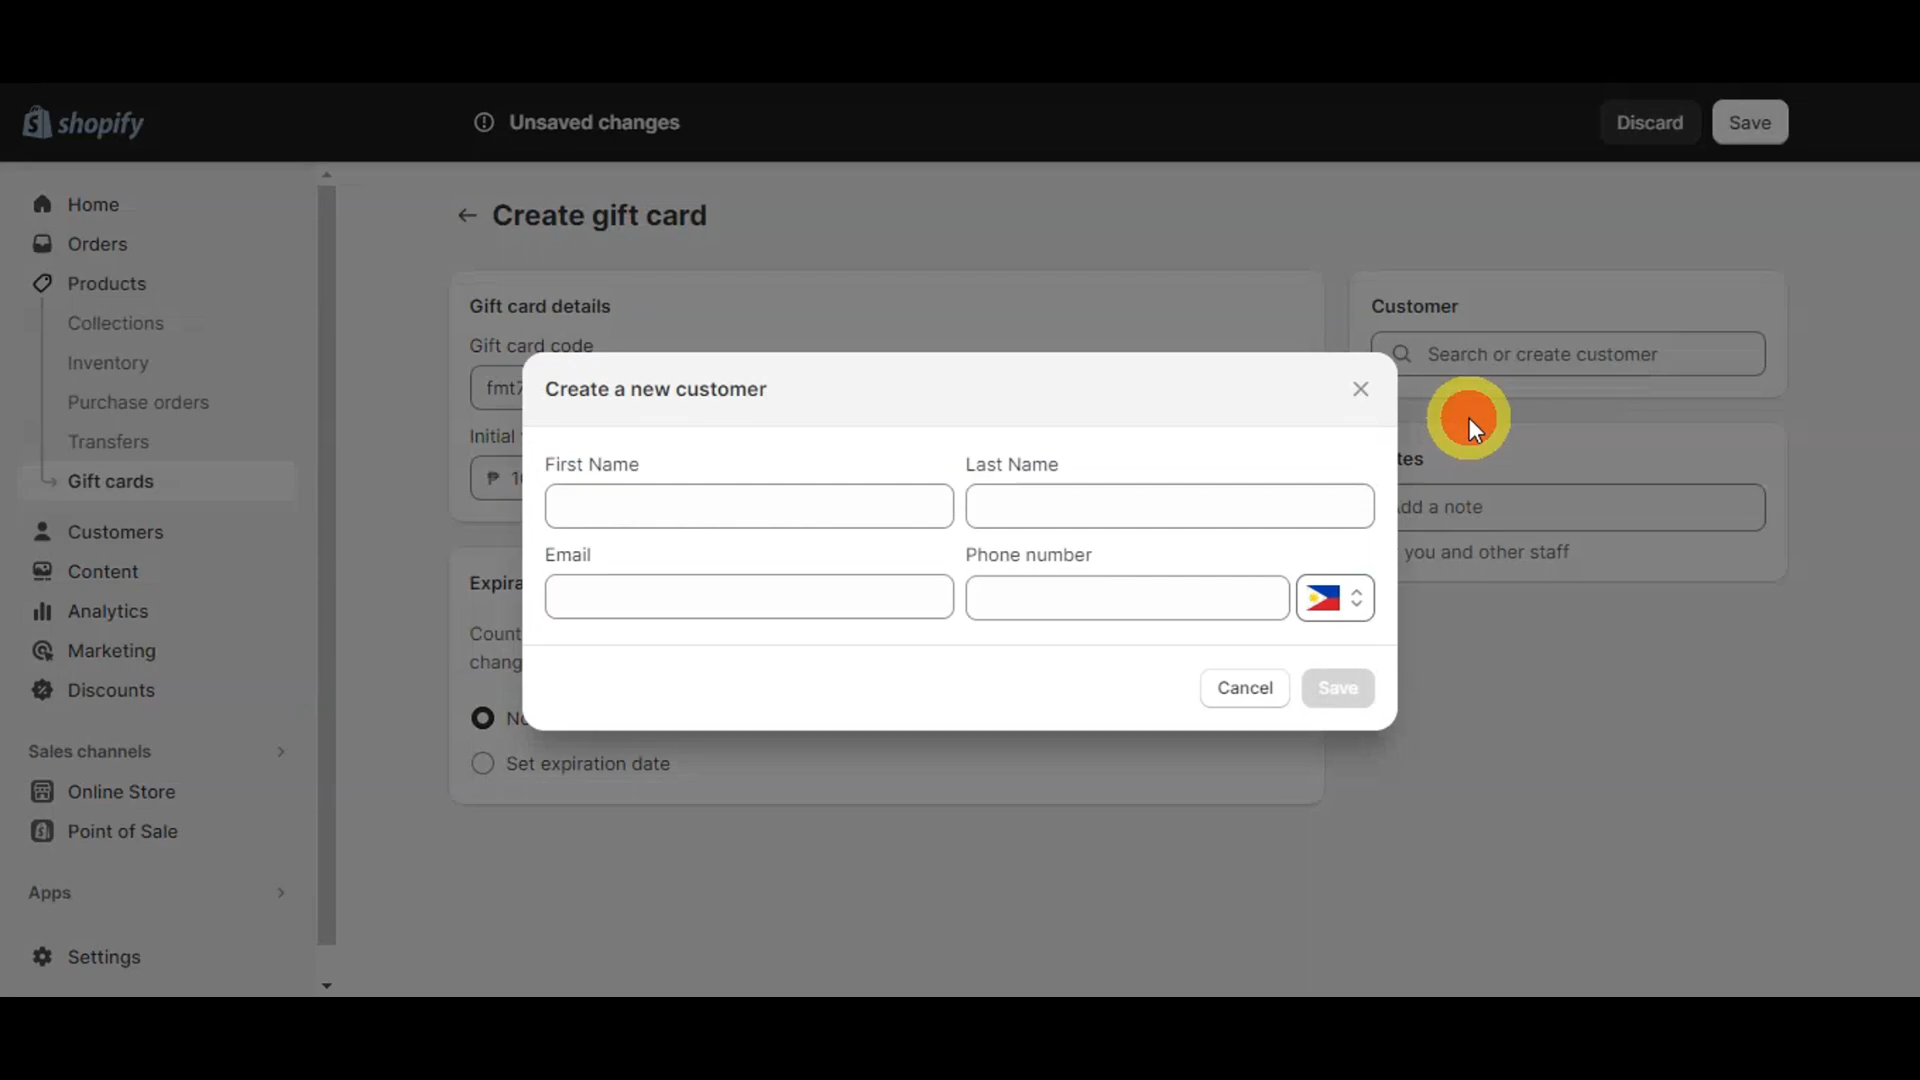 shopify
Unsaved changes
Discard
Save
Home
Orders
Products
Collections
Inventory
Purchase orders
Transfers
Gift cards
Customers
Content
Analytics
Marketing
Discounts
Sales channels
Online Store
Point of Sale
Apps
Settings
Create gift card
Gift card details
Gift card code
fmt7
Initial
₱ 10
Expira
Count
chang
No
Set expiration date
Customer
Search or create customer
tes
dd a note
you and other staff
Create a new customer
First Name
Last Name
Email
Phone number
Cancel
Save